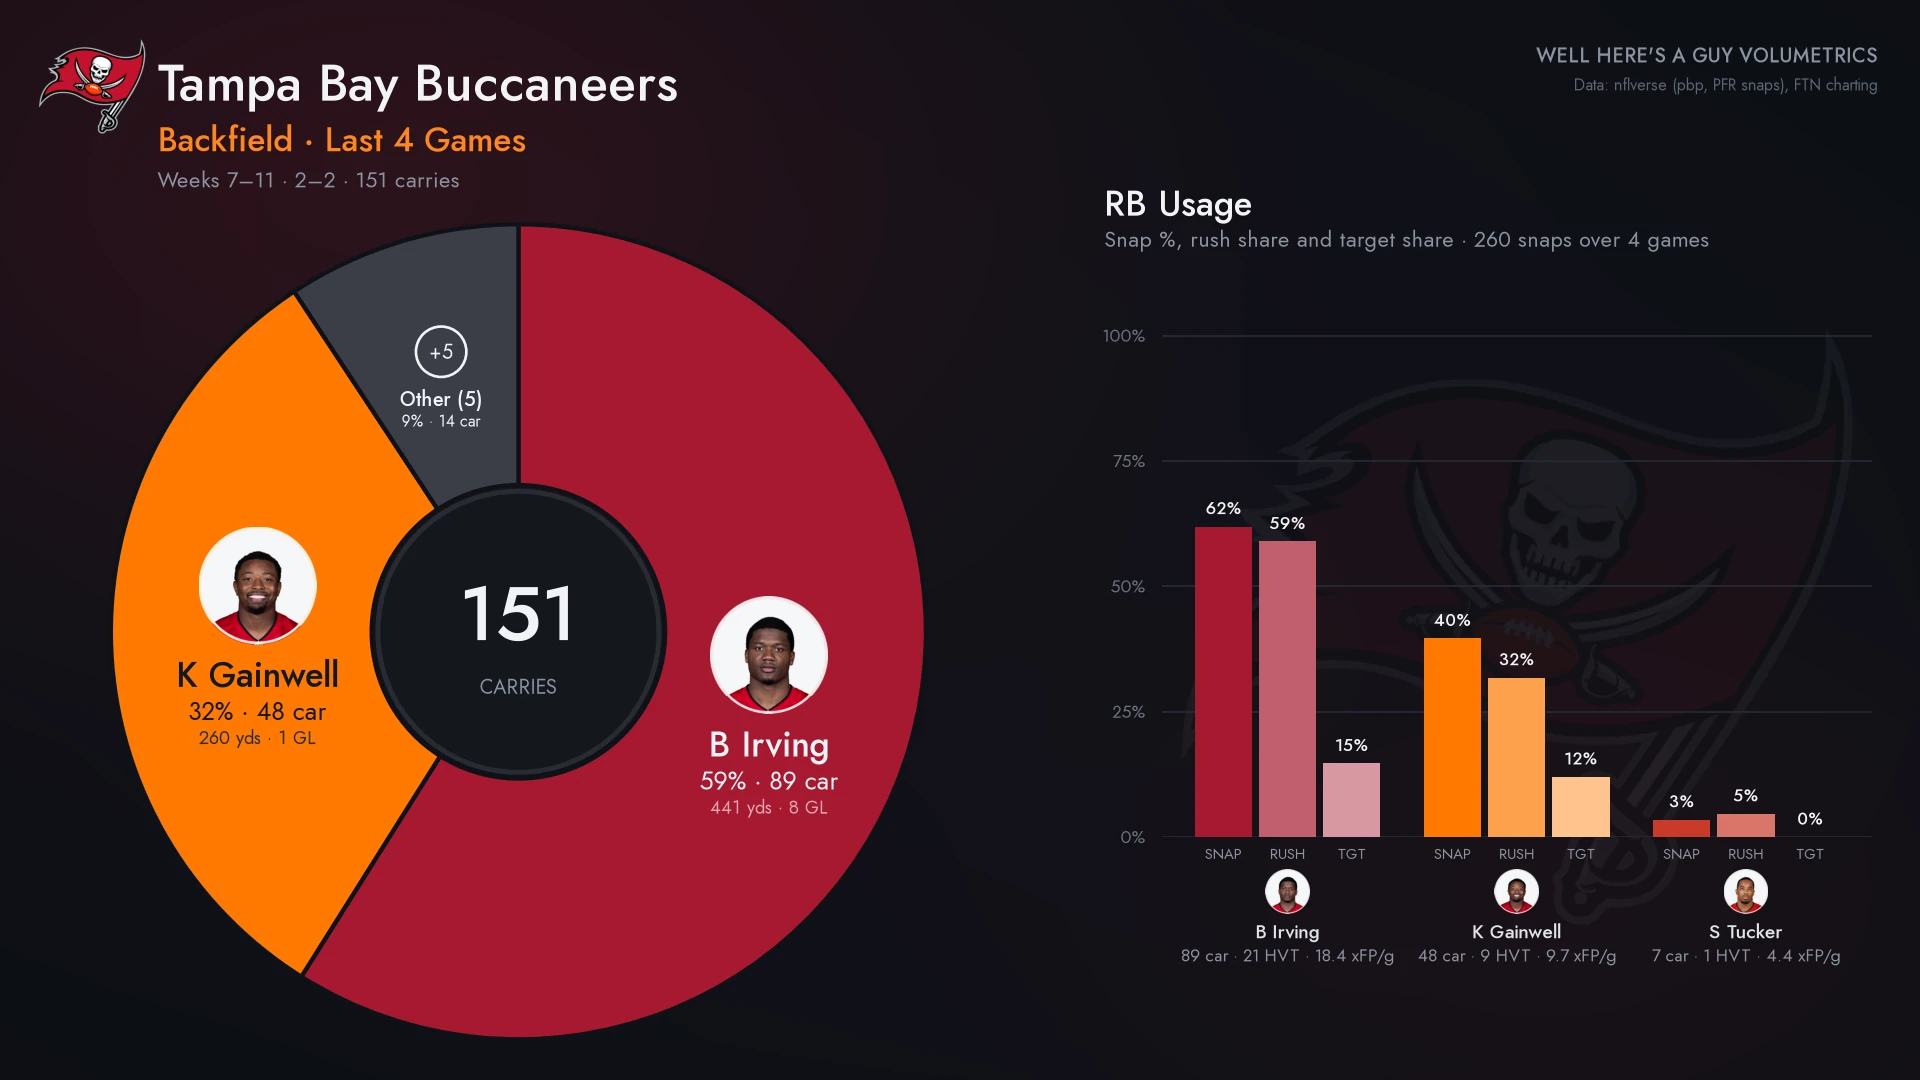 Tampa Bay Buccaneers
Backfield · Last 4 Games
Weeks 7–11 · 2–2 · 151 carries
WELL HERE'S A GUY VOLUMETRICS
Data: nflverse (pbp, PFR snaps), FTN charting
+5
Other (5)
9% · 14 car
K Gainwell
32% · 48 car
260 yds · 1 GL
151
CARRIES
B Irving
59% · 89 car
441 yds · 8 GL
RB Usage
Snap %, rush share and target share · 260 snaps over 4 games
100%
75%
50%
25%
0%
62%
59%
15%
40%
32%
12%
3%
5%
0%
SNAP RUSH TGT SNAP RUSH TGT SNAP RUSH TGT
B Irving
89 car · 21 HVT · 18.4 xFP/g
K Gainwell
48 car · 9 HVT · 9.7 xFP/g
S Tucker
7 car · 1 HVT · 4.4 xFP/g